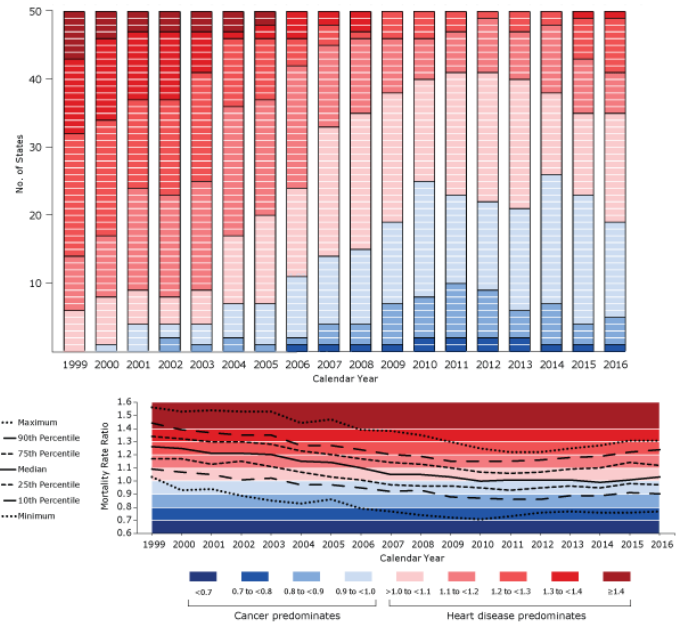 50
40
No. of States
30
20
10
1999 2000 2001 2002 2003 2004 2005 2006 2007 2008 2009 2010 2011 2012 2013 2014 2015 2016
Calendar Year
Maximum
90th Percentile
75th Percentile
Median
25th Percentile
10th Percentile
Minimum
Mortality Rate Ratio
1.6
1.4
1.3
1.2
1.1
1.0
0.9
0.8
0.7
0.6
1999 2000 2001 2002 2003 2004 2005 2006 2007 2008 2009 2010 2011 2012 2013 2014 2015 2016
Calendar Year
<0.7 0.7 to <0.8 0.8 to <0.9 0.9 to <1.0 >1.0 to <1.1 1.1 to <1.2 1.2 to <1.3 1.3 to <1.4 ≥1.4
Cancer predominates Heart disease predominates